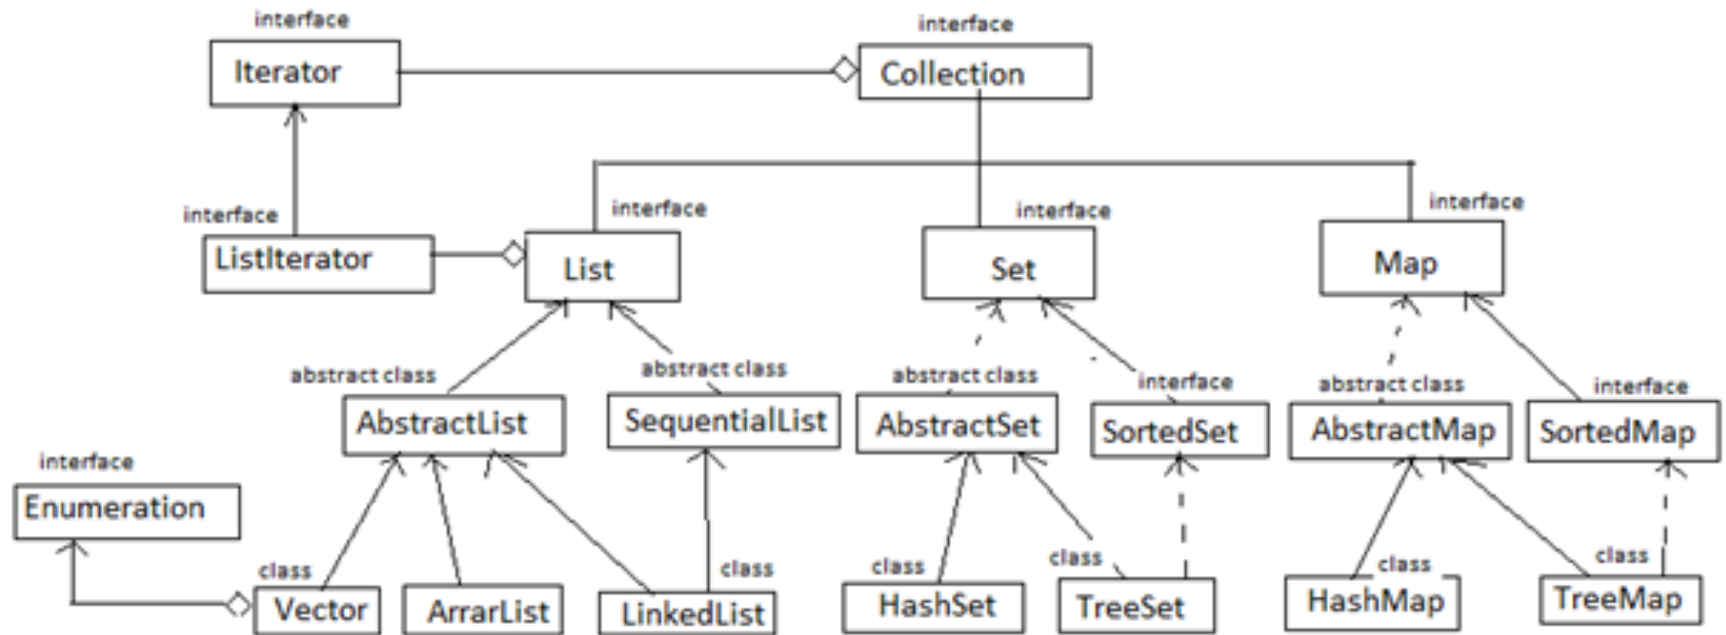 interface
interface
Iterator
Collection
interface
interface
interface
interface
ListIterator
List
Set
Map
abstract class
abstract class
abstract class
interface
abstract class
interface
AbstractList
SequentialList
AbstractSet
SortedSet
AbstractMap
SortedMap
interface
Enumeration
class
class
class
class
class
class
Vector
ArrarList
LinkedList
HashSet
TreeSet
HashMap
TreeMap